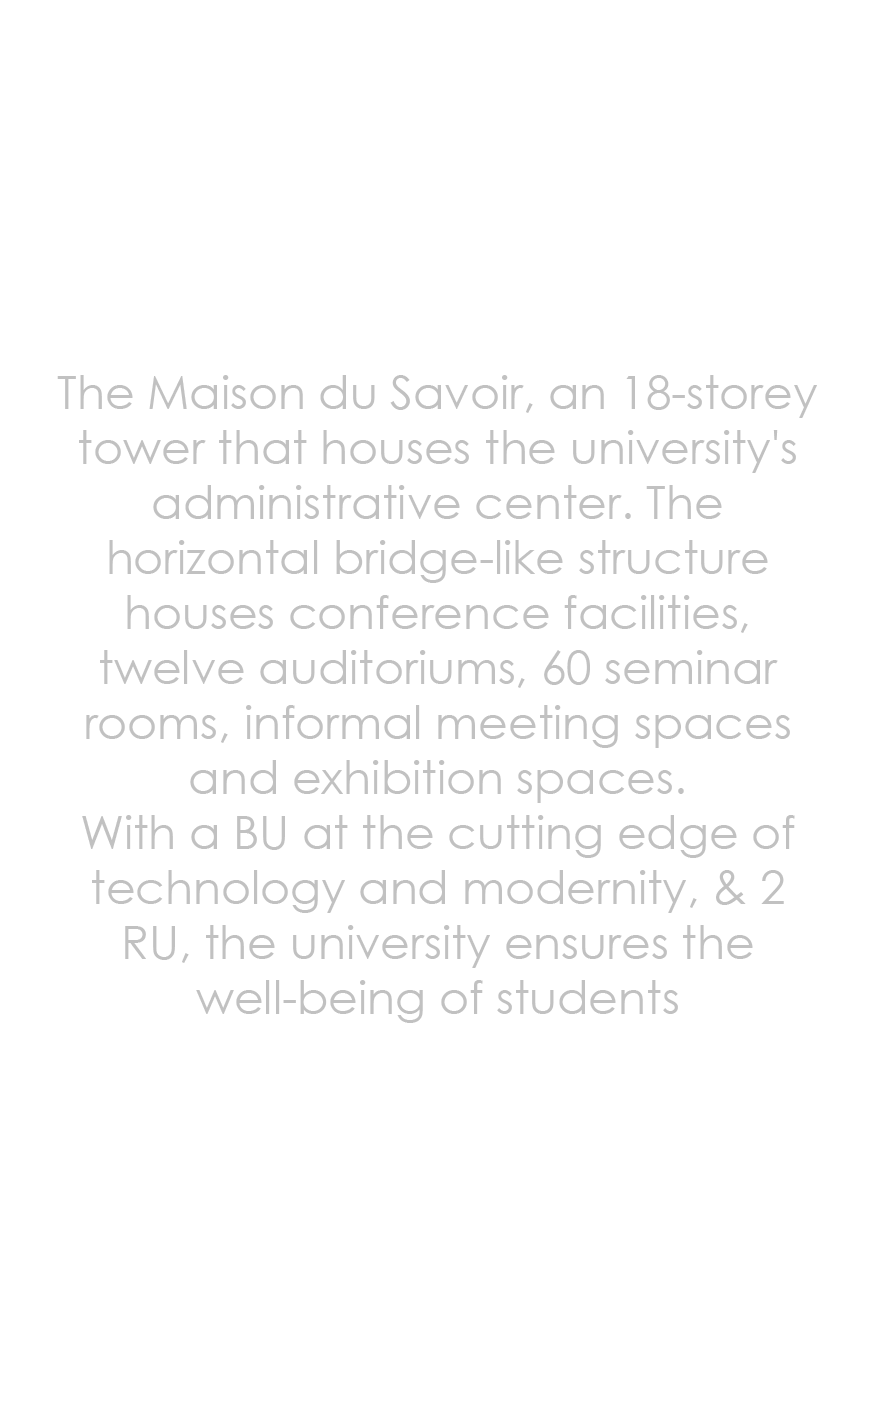 The Maison du Savoir, an 18-storey
tower that houses the university's
administrative center. The
horizontal bridge-like structure
houses conference facilities,
twelve auditoriums, 60 seminar
rooms, informal meeting spaces
and exhibition spaces.
With a BU at the cutting edge of
technology and modernity, & 2
RU, the university ensures the
well-being of students